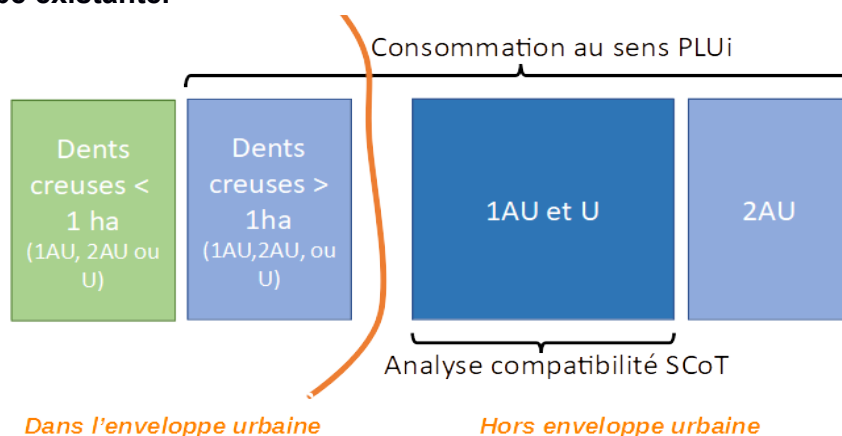 existante.
Consommation au sens PLUi
Dents
creuses <
1 ha
(1AU, 2AU ou
U)
Dents
creuses >
1ha
(1AU,2AU, ou
U)
1AU et U
2AU
Analyse compatibilité SCoT
Dans l’enveloppe urbaine
Hors enveloppe urbaine